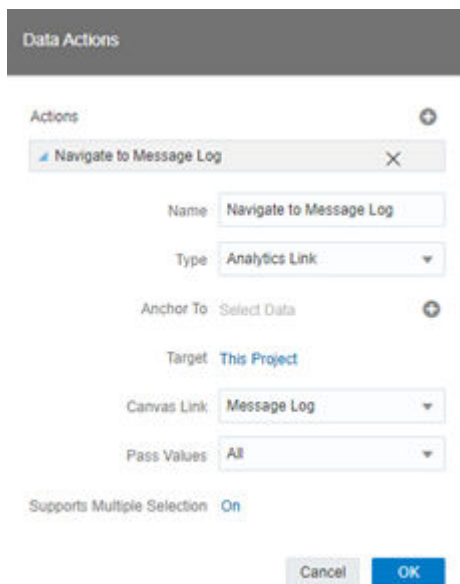 Data Actions
Actions
Navigate to Message Log
Name Navigate to Message Log
Type Analytics Link
Anchor To Select Data
Target This Project
Canvas Link Message Log
Pass Values All
Supports Multiple Selection On
Cancel OK